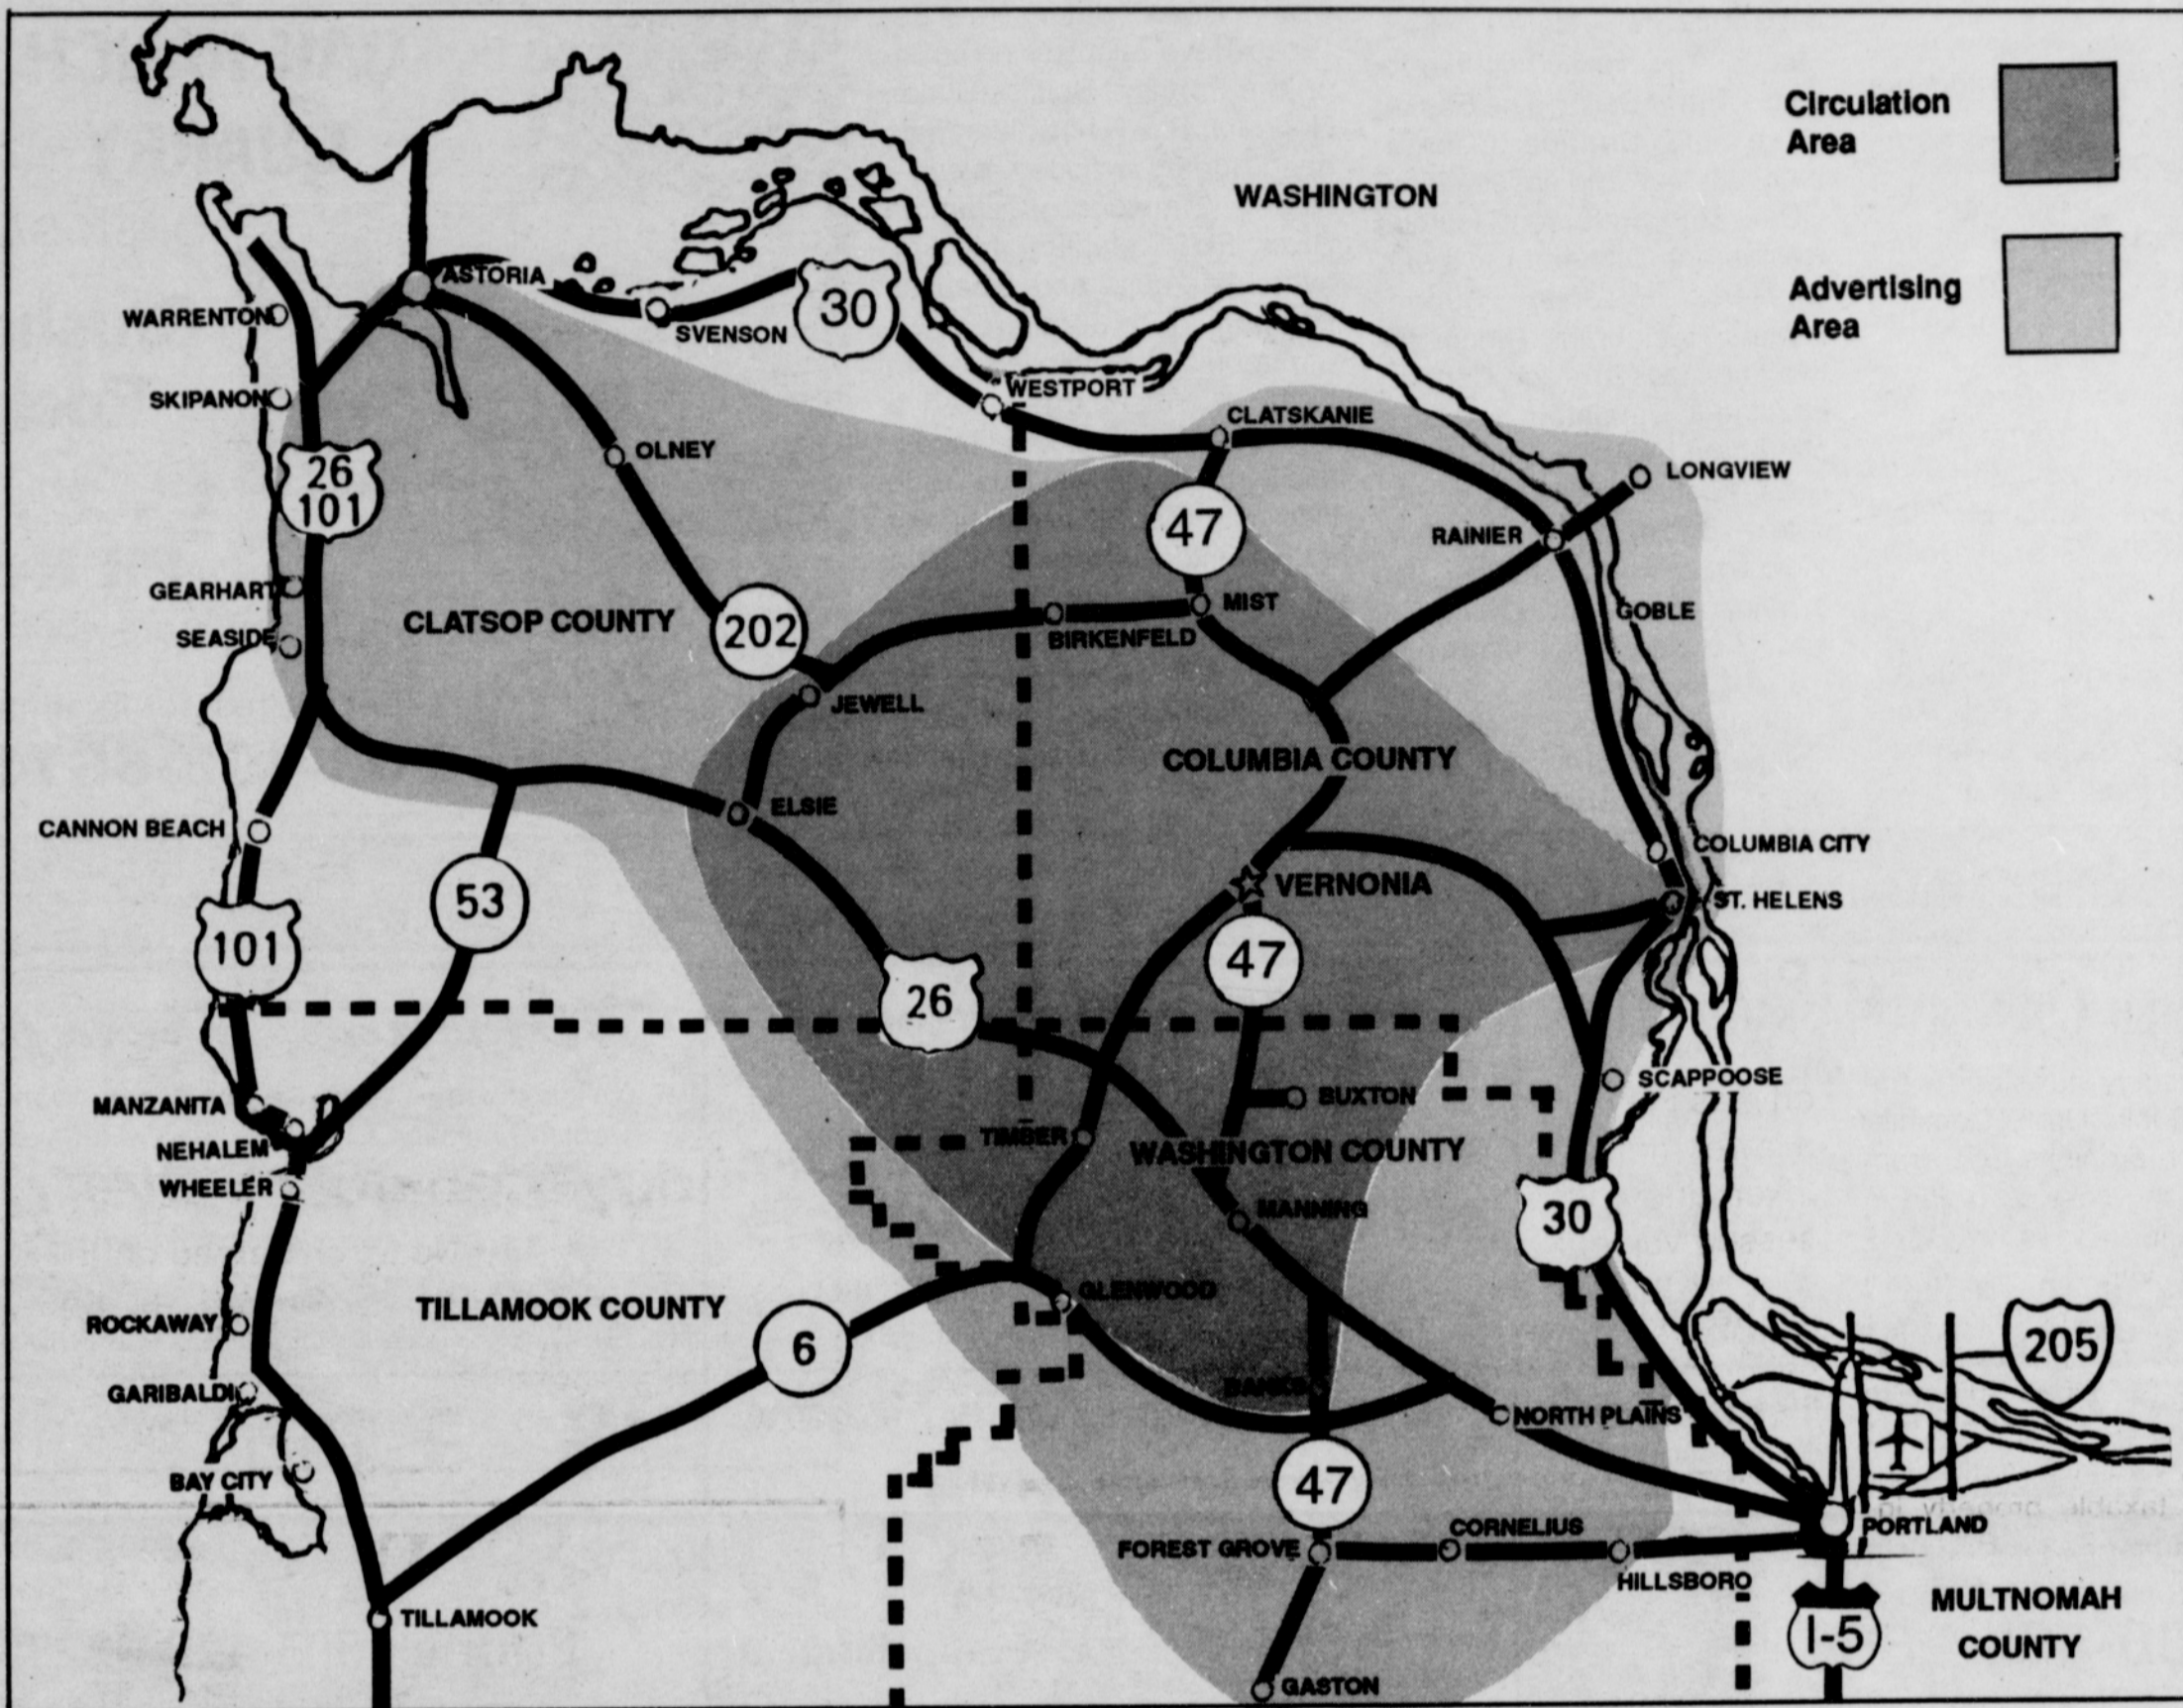 Circulation
Area
Advertising
Area
WASHINGTON
ASTORIA
WARRENTON
SVENSON
30
SKIPANON
WESTPORT
CLATSKANIE
OLNEY
LONGVIEW
26
101
47
RAINIER
GEARHART
CLATSOP COUNTY
202
MIST
GOBLE
SEASIDE
BIRKENFELD
JEWELL
COLUMBIA COUNTY
ELSIE
CANNON BEACH
COLUMBIA CITY
53
VERNONIA
ST. HELENS
101
47
26
MANZANITA
BUXTON
SCAPPOOSE
NEHALEM
TIMBER
WASHINGTON COUNTY
WHEELER
MANNING
30
TILLAMOOK COUNTY
GLENWOOD
ROCKAWAY
6
205
GARIBALDI
BANKS
NORTH PLAINS
BAY CITY
47
FOREST GROVE
CORNELIUS
PORTLAND
HILLSBORO
TILLAMOOK
I-5
MULTNOMAH
COUNTY
GASTON